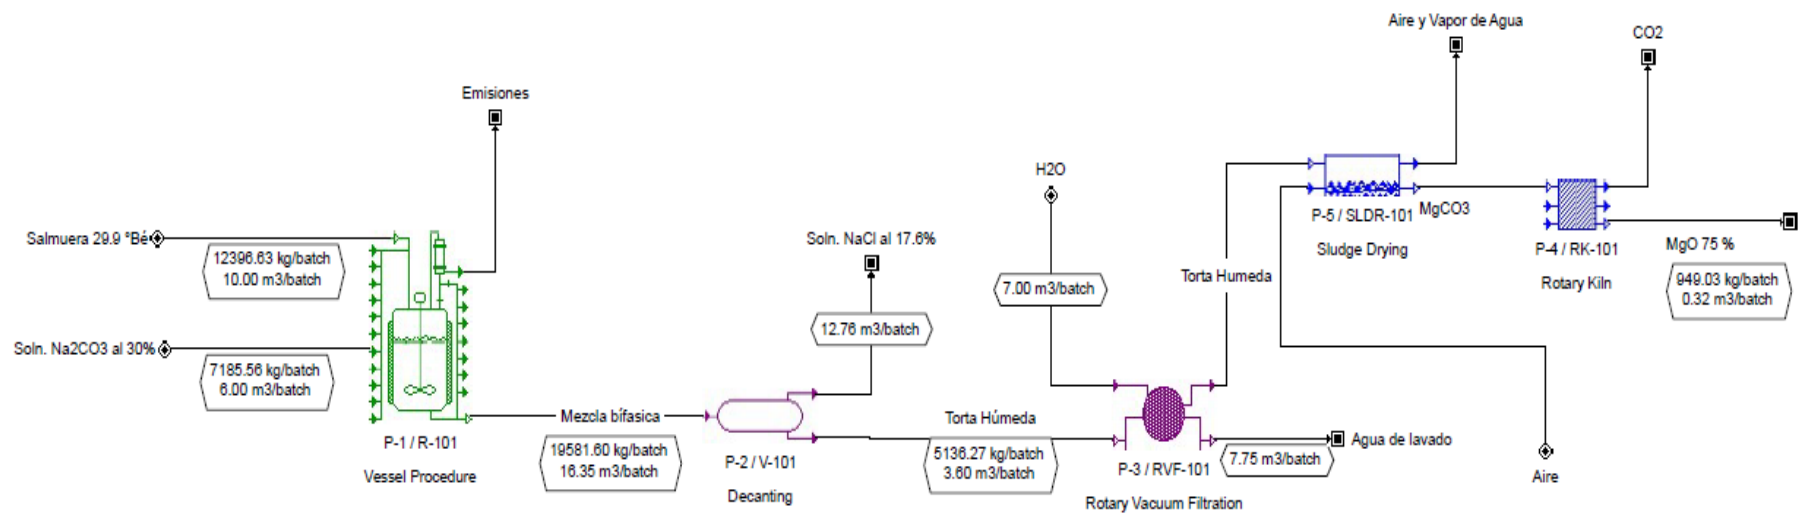 Aire y Vapor de Agua
CO2
Emisiones
H2O
P-5 / SLDR-101
MgCO3
Sludge Drying
P-4 / RK-101
Rotary Kiln
MgO 75 %
949.03 kg/batch
0.32 m3/batch
Salmuera 29.9 °Bé
12396.63 kg/batch
10.00 m3/batch
Soln. NaCl al 17.6%
12.76 m3/batch
7.00 m3/batch
Torta Humeda
Soln. Na2CO3 al 30%
7185.56 kg/batch
6.00 m3/batch
P-1 / R-101
Vessel Procedure
Mezcla bífasica
19581.60 kg/batch
16.35 m3/batch
P-2 / V-101
Decanting
Torta Húmeda
5136.27 kg/batch
3.60 m3/batch
P-3 / RVF-101
Rotary Vacuum Filtration
7.75 m3/batch
Agua de lavado
Aire